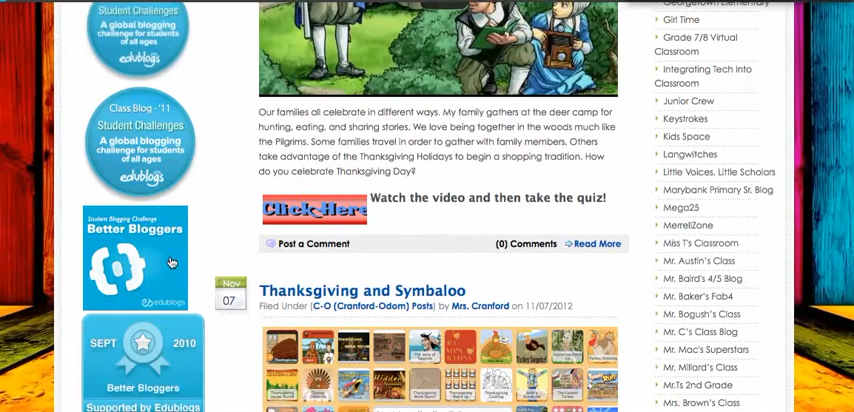 Student Challenges
A global blogging
challenge for students
of all ages
edublogs
Class Blog - '11
Student Challenges
A global blogging
challenge for students
of all ages
edublogs
Student Blogging Challenge
Better Bloggers
edublogs
SEPT 2010
Better Bloggers
Supported by Edublogs
Our families all celebrate in different ways. My family gathers at the deer camp for
hunting, eating, and sharing stories. We love being together in the woods much like
the Pilgrims. Some families travel in order to gather with family members. Others
take advantage of the Thanksgiving Holidays to begin a shopping tradition. How
do you celebrate Thanksgiving Day?
Click Here
Watch the video and then take the quiz!
Post a Comment (0) Comments Read More
Nov
07
Thanksgiving and Symbaloo
Filed Under (C-O (Cranford-Odom) Posts) by Mrs. Cranford on 11/07/2012
Georgetown Elementary
Girl Time
Grade 7/8 Virtual
Classroom
Integrating Tech Into
Classroom
Junior Crew
Keystrokes
Kids Space
Langwitches
Little Voices, Little Scholars
Marybank Primary Sr. Blog
Mega25
MerrellZone
Miss T's Classroom
Mr. Austin's Class
Mr. Baird's 4/5 Blog
Mr. Baker's Fab4
Mr. Bogush's Class
Mr. C's Class Blog
Mr. Mac's Superstars
Mr. Millard's Class
Mr.Ts 2nd Grade
Mrs. Brown's Class